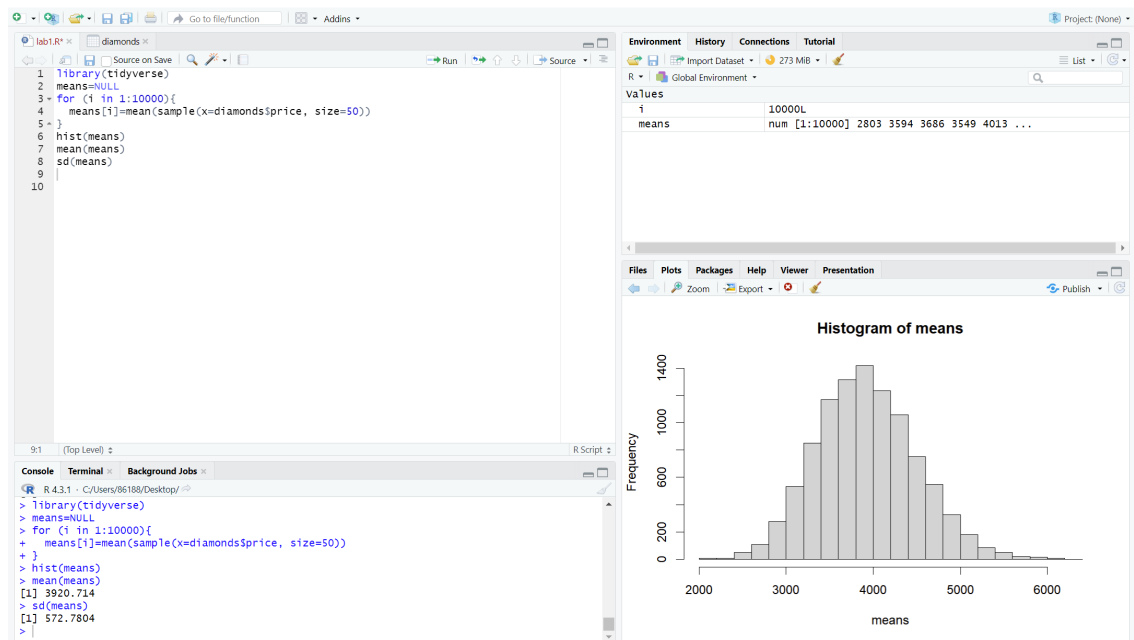 Go to file/function
Addins
Project: (None)
lab1.R* diamonds
Source on Save Run Source
1 library(tidyverse)
2 means=NULL
3 for (i in 1:10000){
4 means[i]=mean(sample(x=diamonds$price, size=50))
5 }
6 hist(means)
7 mean(means)
8 sd(means)
9
10
9:1 (Top Level) R Script
Console Terminal Background Jobs
R 4.3.1 · C:/Users/86188/Desktop/
> library(tidyverse)
> means=NULL
> for (i in 1:10000){
+ means[i]=mean(sample(x=diamonds$price, size=50))
+ }
> hist(means)
> mean(means)
[1] 3920.714
> sd(means)
[1] 572.7804
>
Environment History Connections Tutorial
Import Dataset 273 MiB List
R Global Environment
Values
i 10000L
means num [1:10000] 2803 3594 3686 3549 4013 ...
Files Plots Packages Help Viewer Presentation
Zoom Export Publish
Histogram of means
Frequency
1400
1000
600
200
0
2000 3000 4000 5000 6000
means